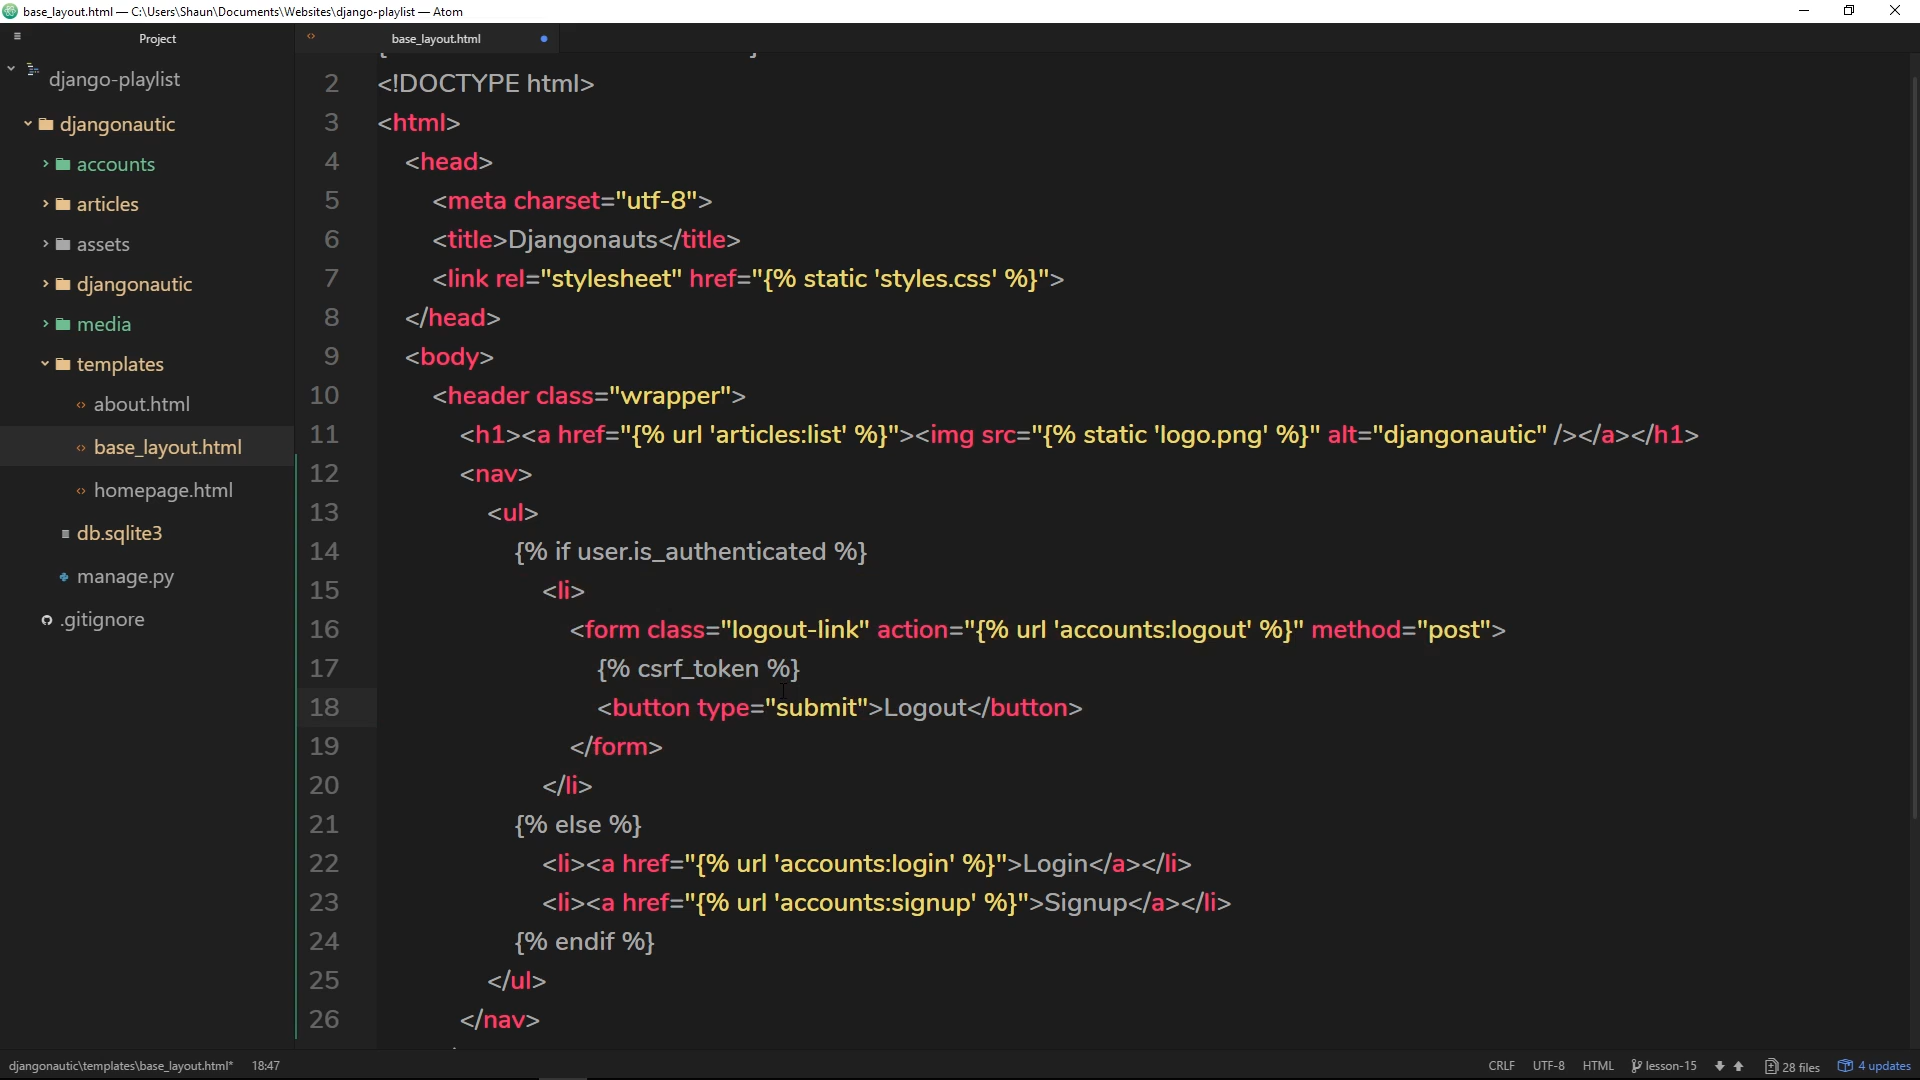 base_layout.html — C:\Users\Shaun\Documents\Websites\django-playlist — Atom
Project
base_layout.html
django-playlist
djangonautic
accounts
articles
assets
djangonautic
media
templates
about.html
base_layout.html
homepage.html
db.sqlite3
manage.py
.gitignore
2 <!DOCTYPE html>
3 <html>
4 <head>
5 <meta charset="utf-8">
6 <title>Djangonauts</title>
7 <link rel="stylesheet" href="{% static 'styles.css' %}">
8 </head>
9 <body>
10 <header class="wrapper">
11 <h1><a href="{% url 'articles:list' %}"><img src="{% static 'logo.png' %}" alt="djangonautic" /></a></h1>
12 <nav>
13 <ul>
14 {% if user.is_authenticated %}
15 <li>
16 <form class="logout-link" action="{% url 'accounts:logout' %}" method="post">
17 {% csrf_token %}
18 <button type="submit">Logout</button>
19 </form>
20 </li>
21 {% else %}
22 <li><a href="{% url 'accounts:login' %}">Login</a></li>
23 <li><a href="{% url 'accounts:signup' %}">Signup</a></li>
24 {% endif %}
25 </ul>
26 </nav>
djangonautic\templates\base_layout.html* 18:47 CRLF UTF-8 HTML lesson-15 28 files 4 updates